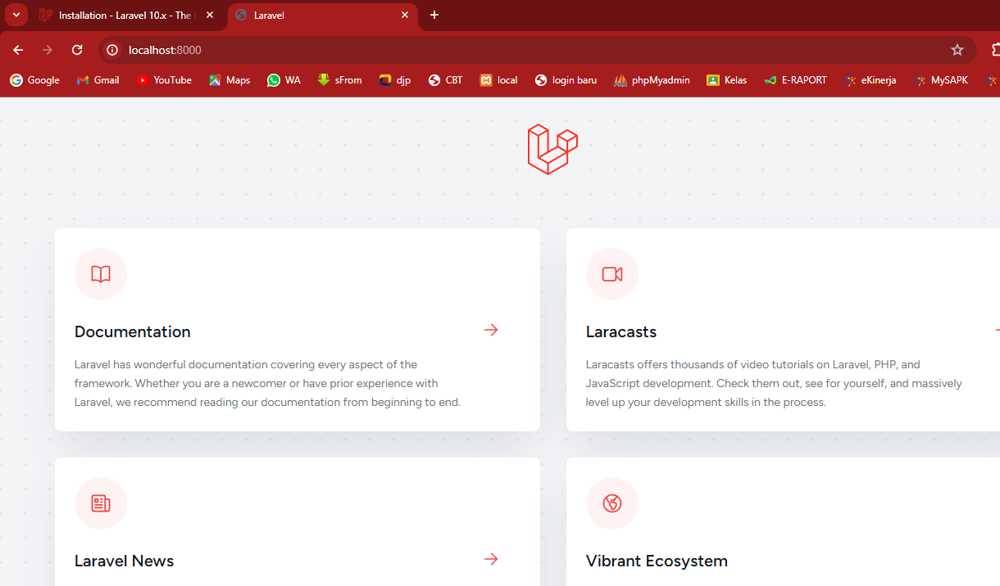 Installation - Laravel 10.x - The
Laravel
localhost:8000
Google
Gmail
YouTube
Maps
WA
sFrom
djp
CBT
local
login baru
phpMyadmin
Kelas
E-RAPORT
eKinerja
MySAPK
Documentation
Laravel has wonderful documentation covering every aspect of the
framework. Whether you are a newcomer or have prior experience with
Laravel, we recommend reading our documentation from beginning to end.
Laracasts
Laracasts offers thousands of video tutorials on Laravel, PHP, and
JavaScript development. Check them out, see for yourself, and massively
level up your development skills in the process.
Laravel News
Vibrant Ecosystem